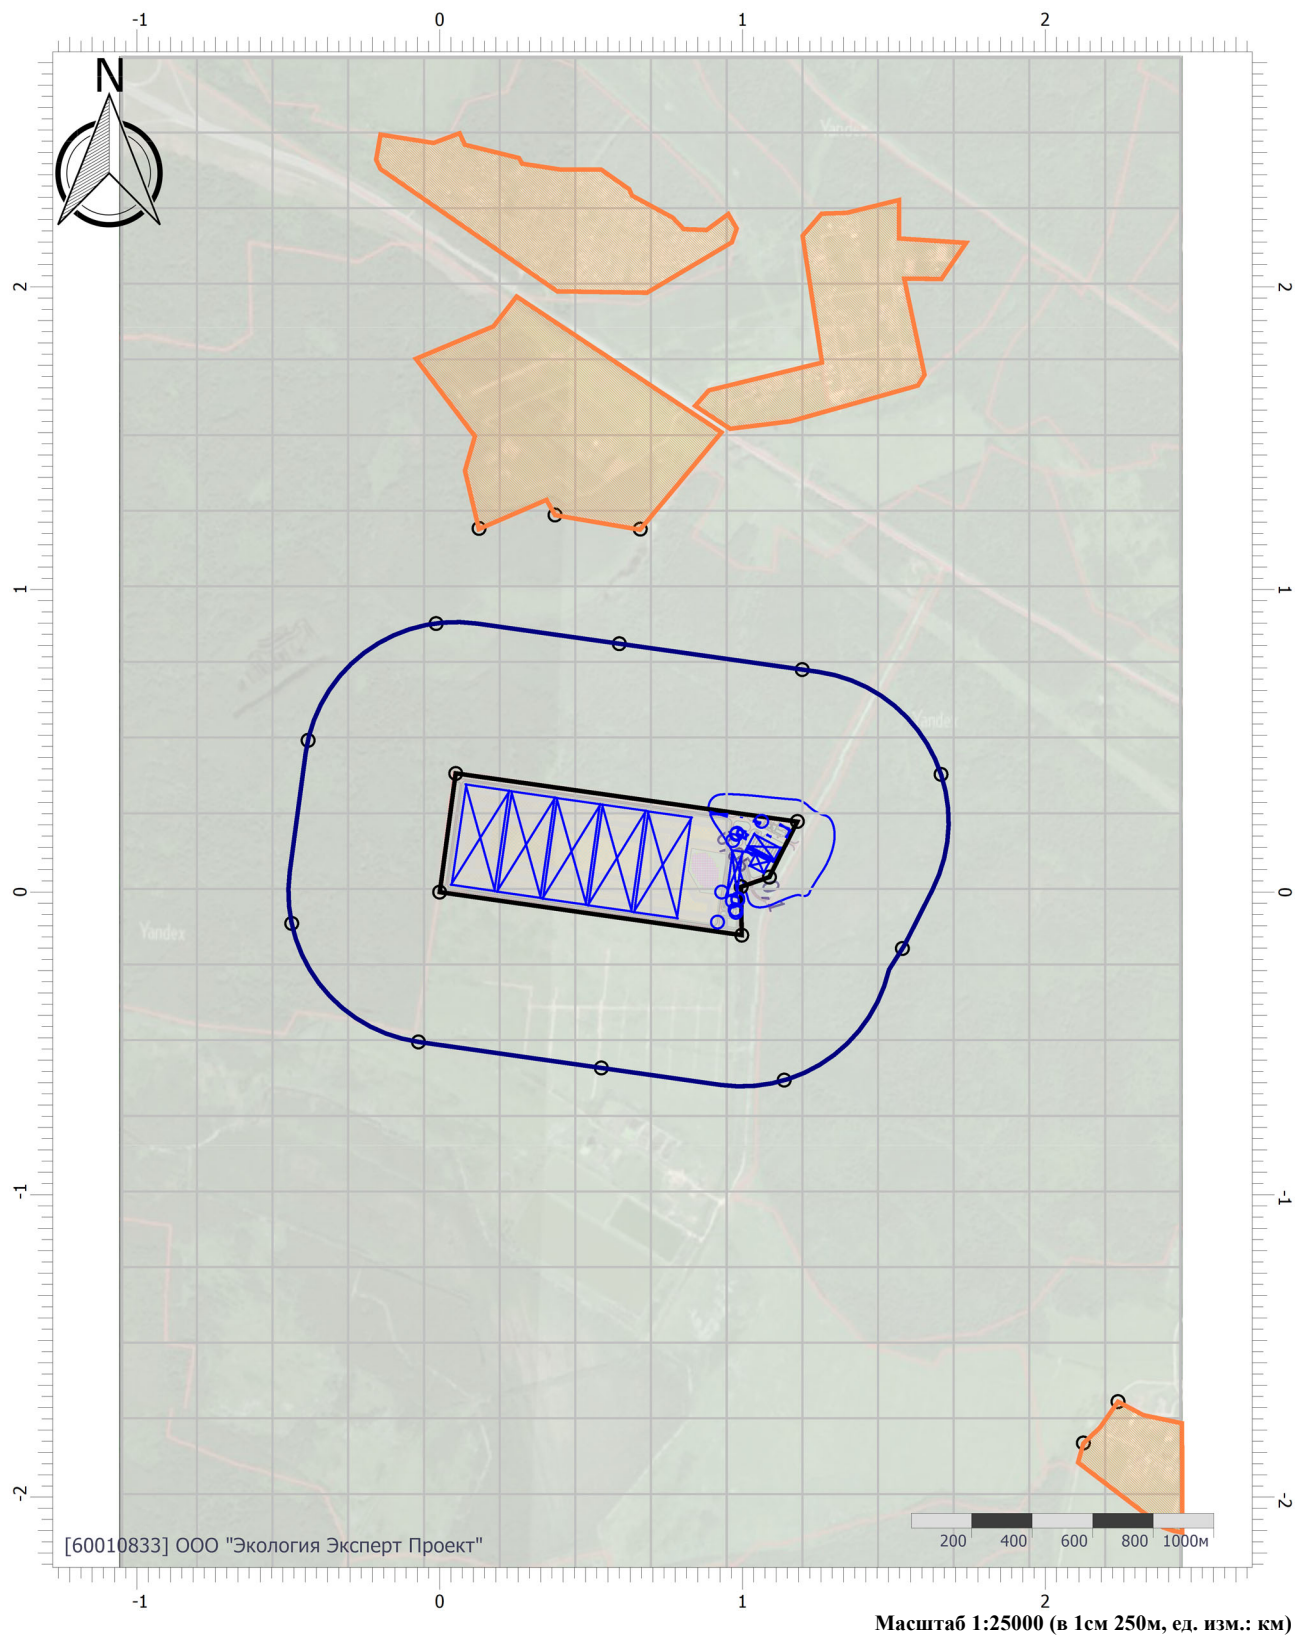 -1 0 1 2
N
Yandex
2 2
1 1
Yandex
0 0
Yandex
-1 -1
-2 -2
[60010833] ООО "Экология Эксперт Проект"
200 400 600 800 1000м
-1 0 1 2
Масштаб 1:25000 (в 1см 250м, ед. изм.: км)